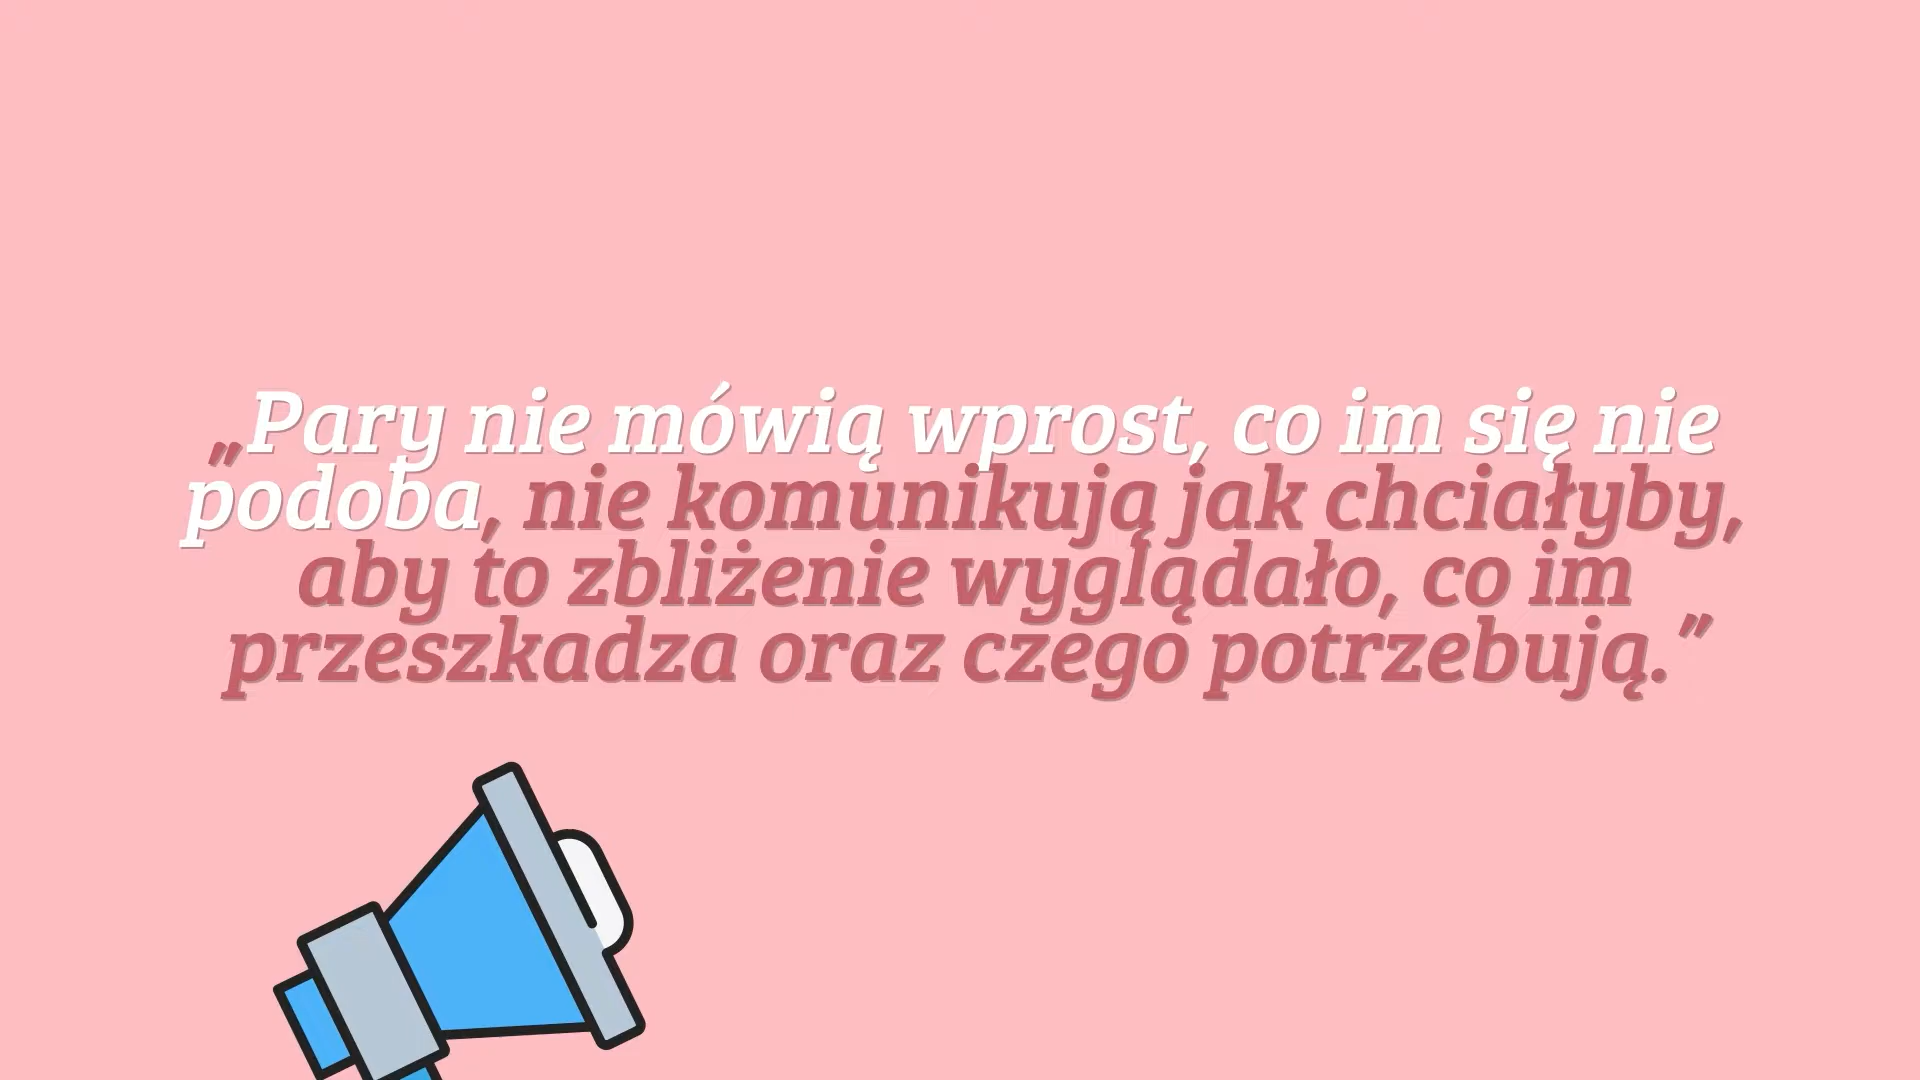 „Pary nie mówią wprost, co im się nie
podoba, nie komunikują jak chciałyby,
aby to zbliżenie wyglądało, co im
przeszkadza oraz czego potrzebują.”